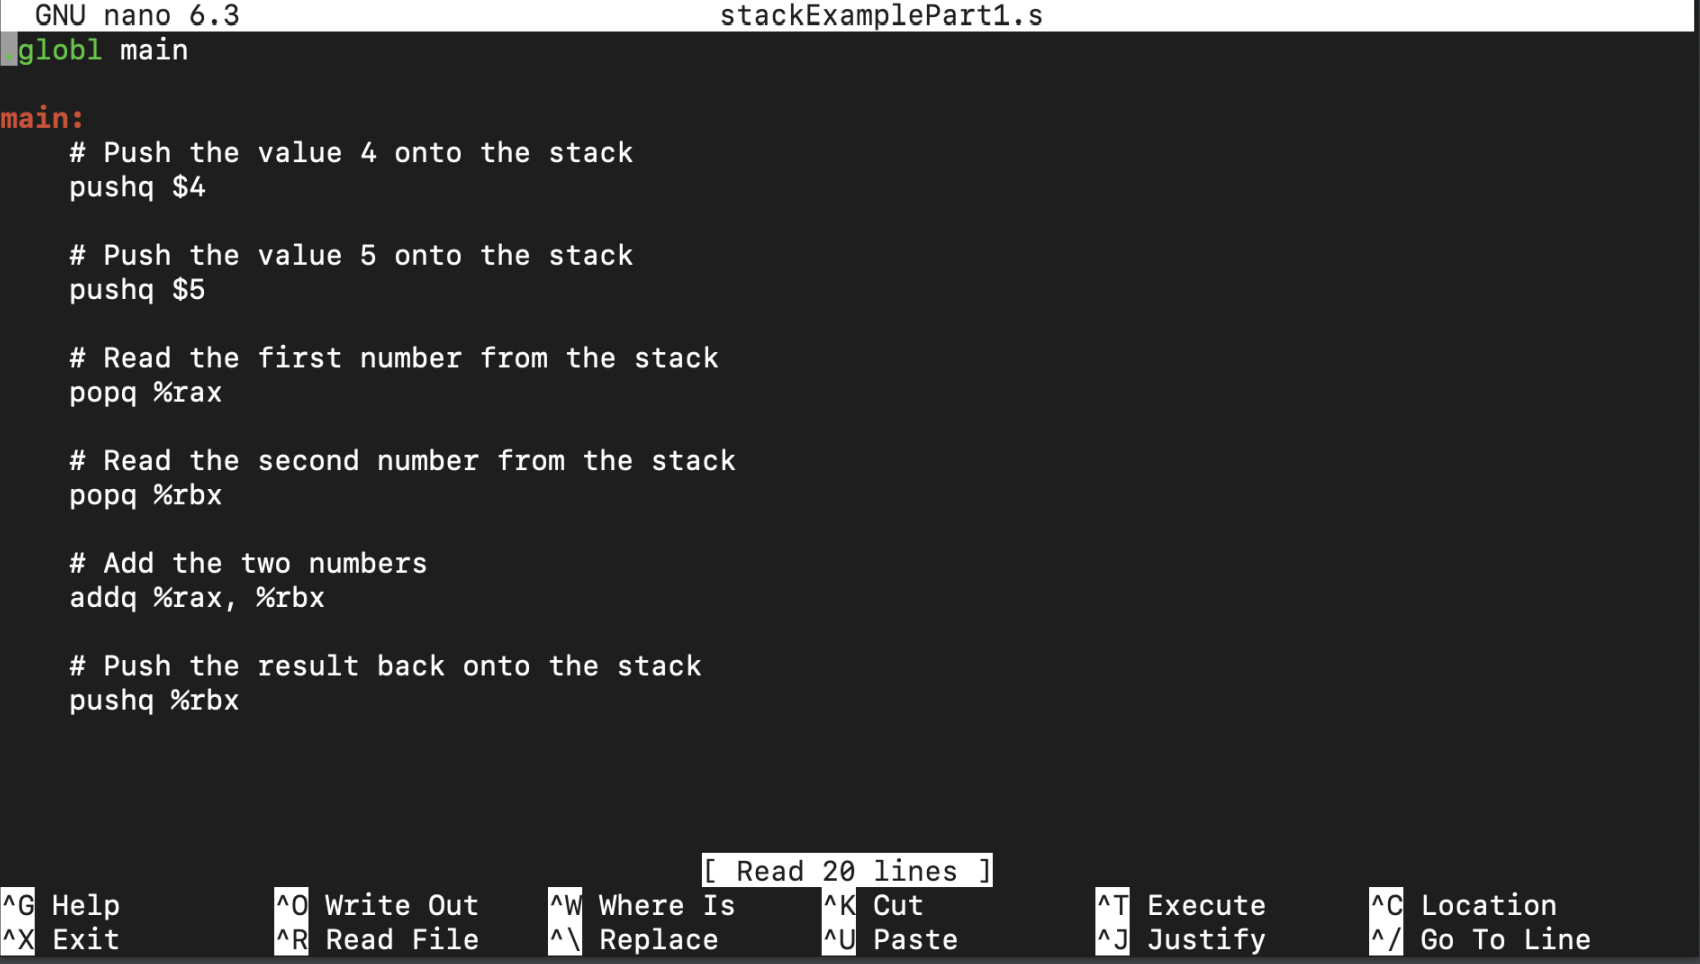 GNU nano 6.3 stackExamplePart1.s
.globl main
main:
# Push the value 4 onto the stack
pushq $4
# Push the value 5 onto the stack
pushq $5
# Read the first number from the stack
popq %rax
# Read the second number from the stack
popq %rbx
# Add the two numbers
addq %rax, %rbx
# Push the result back onto the stack
pushq %rbx
[ Read 20 lines ]
^G Help ^O Write Out ^W Where Is ^K Cut ^T Execute ^C Location
^X Exit ^R Read File ^\ Replace ^U Paste ^J Justify ^/ Go To Line